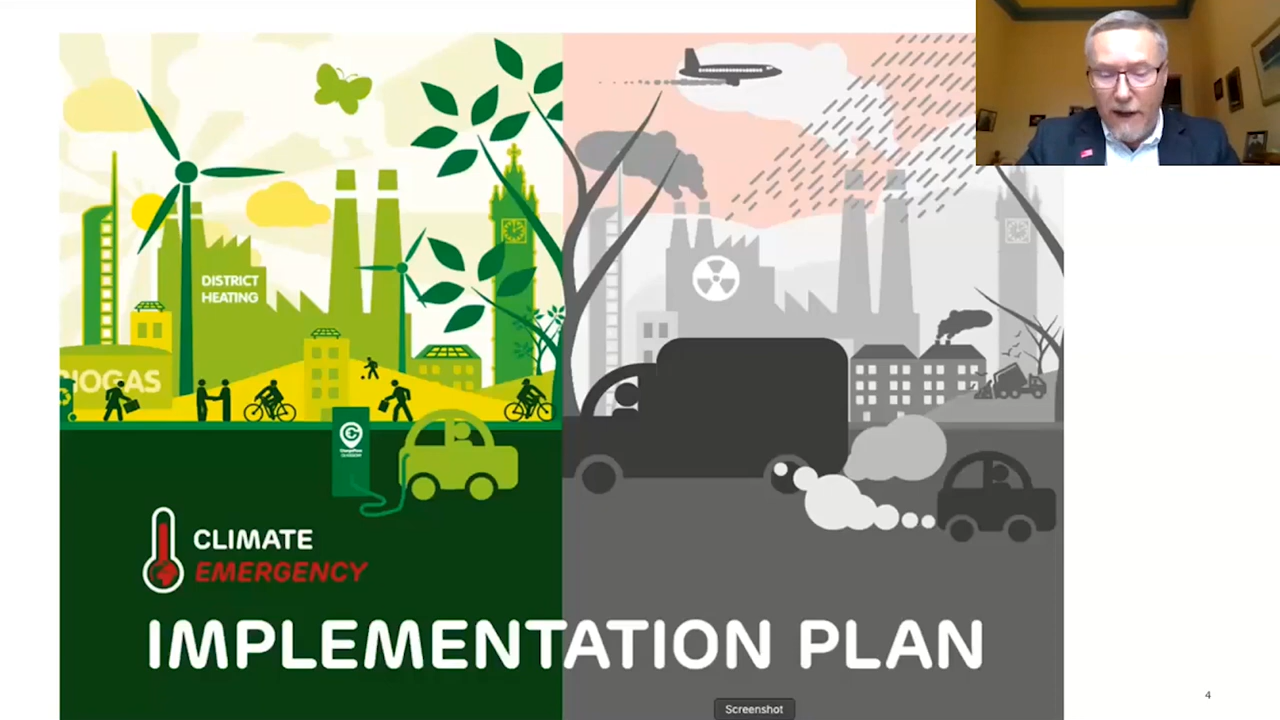 DISTRICT
HEATING
BIOGAS
CLIMATE
EMERGENCY
IMPLEMENTATION PLAN
Screenshot
4